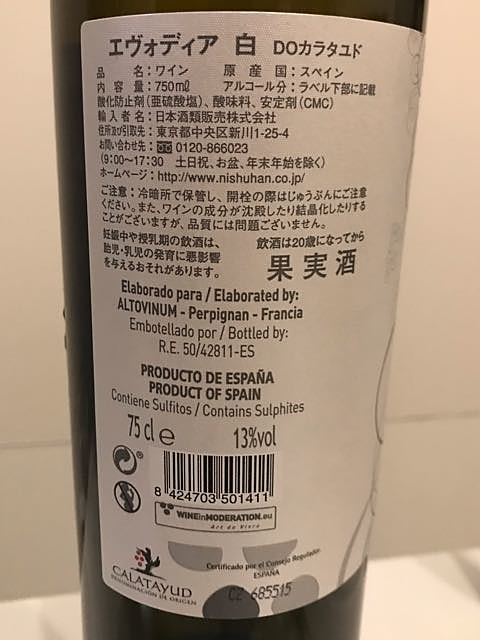 エヴォディア 白 DOカラタユド
品名：ワイン 原産国：スペイン
内容量：750㎖ アルコール分：ラベル下部に記載
酸化防止剤（亜硫酸塩）、酸味料、安定剤（CMC）
輸入者名：日本酒類販売株式会社
住所及び引取先：東京都中央区新川1-25-4
お問い合わせ先：0120-866023
（9：00〜17：30 土日祝、お盆、年末年始を除く）
ホームページ：http://www.nishuhan.co.jp/
ご注意：冷暗所で保管し、開栓の際はじゅうぶんにご注意
ください。また、ワインの成分が沈殿したり結晶化したりする
ことがございますが、品質には問題ございません。
妊娠中や授乳期の飲酒は、
胎児・乳児の発育に悪影響
を与えるおそれがあります。
飲酒は20歳になってから
果実酒
Elaborado para / Elaborated by:
ALTOVINUM - Perpignan - Francia
Embotellado por / Bottled by:
R.E. 50/42811-ES
PRODUCTO DE ESPAÑA
PRODUCT OF SPAIN
Contiene Sulfitos / Contains Sulphites
75 cl e 13%vol
8 424703 501411
WINEinMODERATION.eu
Art de Vivre
CALATAYUD
DENOMINACIÓN DE ORIGEN
Certificado por el Consejo Regulador
ESPAÑA
CZ 685515